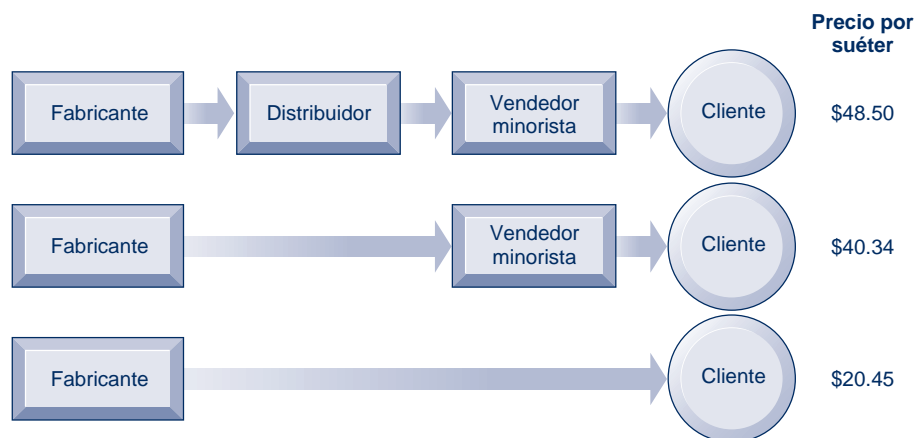 Precio por
suéter
Fabricante
Distribuidor
Vendedor
minorista
Cliente
$48.50
Fabricante
Vendedor
minorista
Cliente
$40.34
Fabricante
Cliente
$20.45